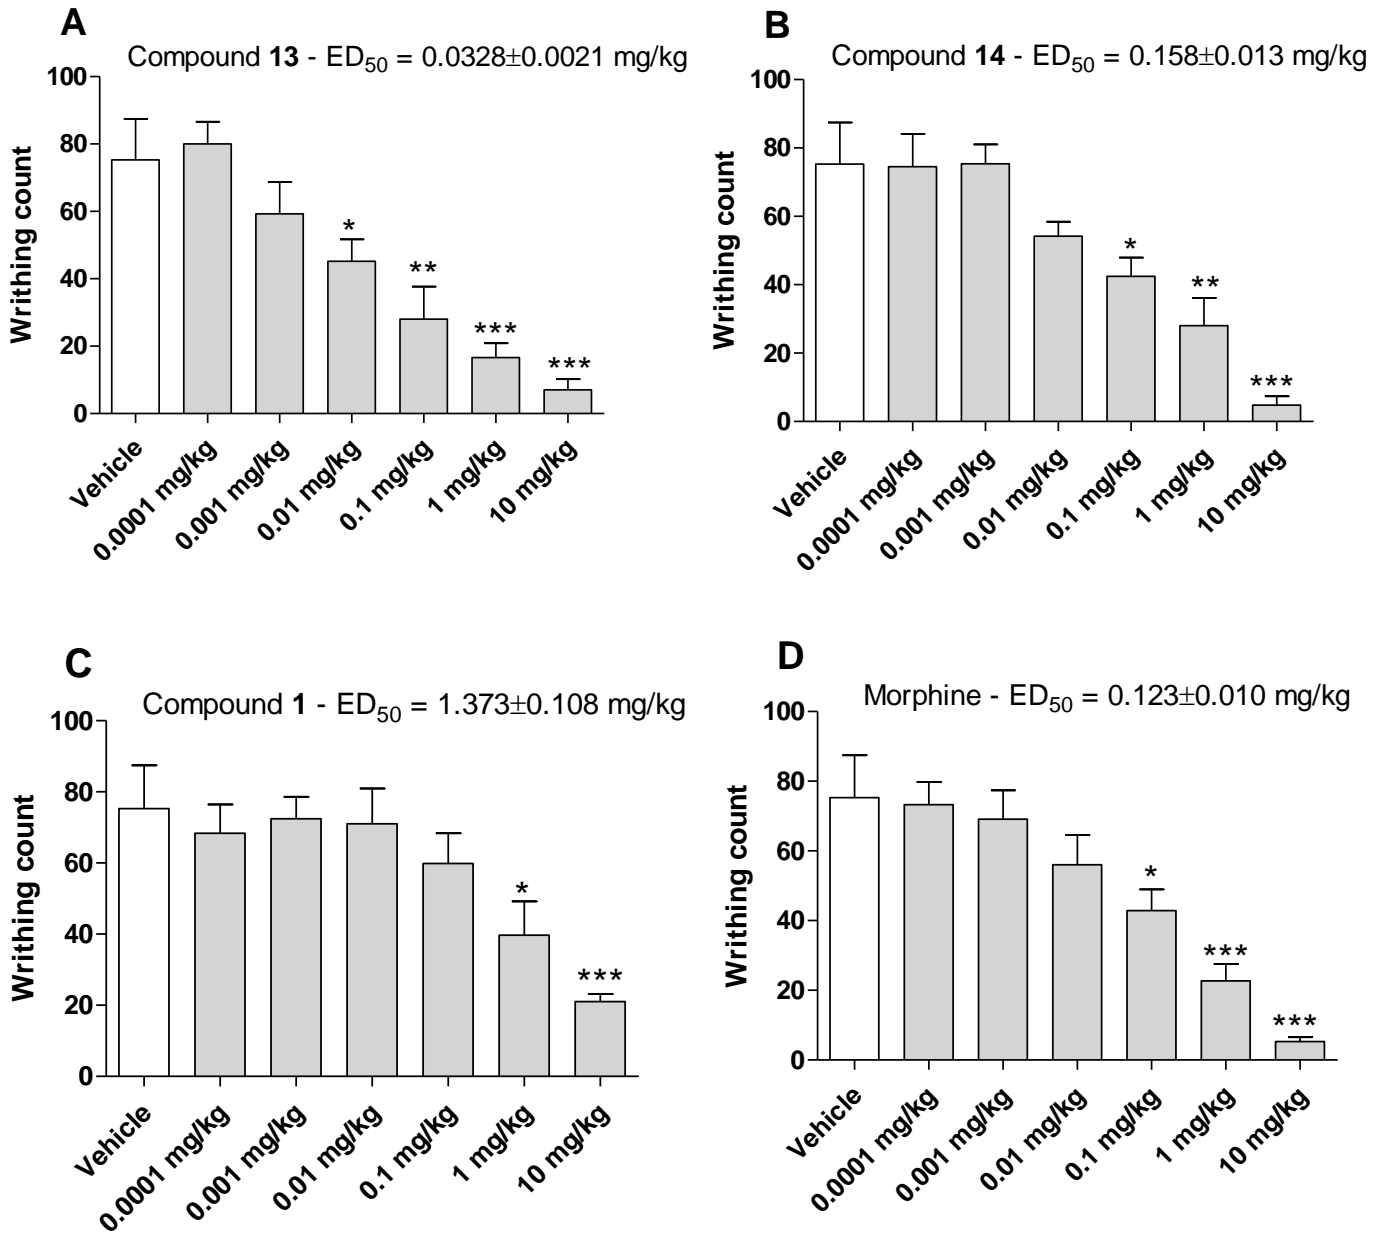 A
Compound 13 - ED50 = 0.0328±0.0021 mg/kg
100
80
60
40
20
0
Writhing count
*
**
***
***
Vehicle
0.0001 mg/kg
0.001 mg/kg
0.01 mg/kg
0.1 mg/kg
1 mg/kg
10 mg/kg
B
Compound 14 - ED50 = 0.158±0.013 mg/kg
100
80
60
40
20
0
Writhing count
*
**
***
Vehicle
0.0001 mg/kg
0.001 mg/kg
0.01 mg/kg
0.1 mg/kg
1 mg/kg
10 mg/kg
C
Compound 1 - ED50 = 1.373±0.108 mg/kg
100
80
60
40
20
0
Writhing count
*
***
Vehicle
0.0001 mg/kg
0.001 mg/kg
0.01 mg/kg
0.1 mg/kg
1 mg/kg
10 mg/kg
D
Morphine - ED50 = 0.123±0.010 mg/kg
100
80
60
40
20
0
Writhing count
*
***
***
Vehicle
0.0001 mg/kg
0.001 mg/kg
0.01 mg/kg
0.1 mg/kg
1 mg/kg
10 mg/kg